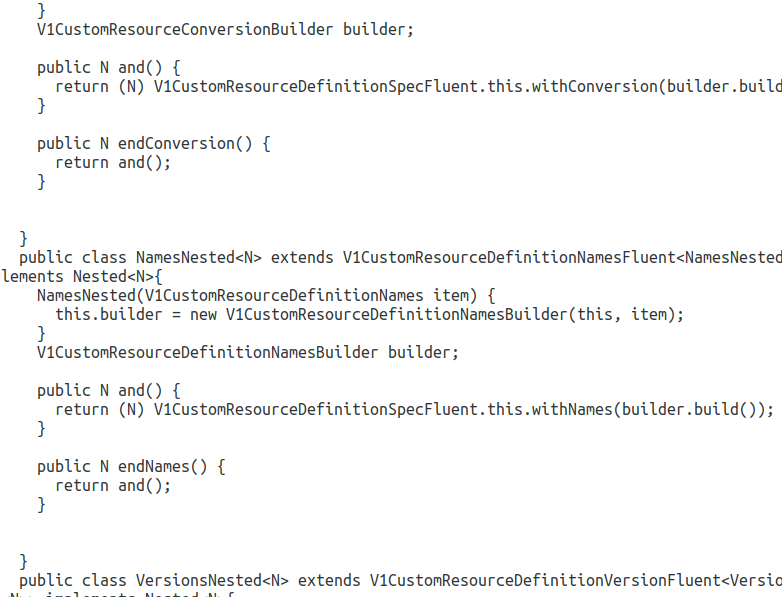 }
V1CustomResourceConversionBuilder builder;
public N and() {
return (N) V1CustomResourceDefinitionSpecFluent.this.withConversion(builder.build
}
public N endConversion() {
return and();
}
}
public class NamesNested<N> extends V1CustomResourceDefinitionNamesFluent<NamesNested
lements Nested<N>{
NamesNested(V1CustomResourceDefinitionNames item) {
this.builder = new V1CustomResourceDefinitionNamesBuilder(this, item);
}
V1CustomResourceDefinitionNamesBuilder builder;
public N and() {
return (N) V1CustomResourceDefinitionSpecFluent.this.withNames(builder.build());
}
public N endNames() {
return and();
}
}
public class VersionsNested<N> extends V1CustomResourceDefinitionVersionFluent<Versio
<N>> implements Nested<N>{